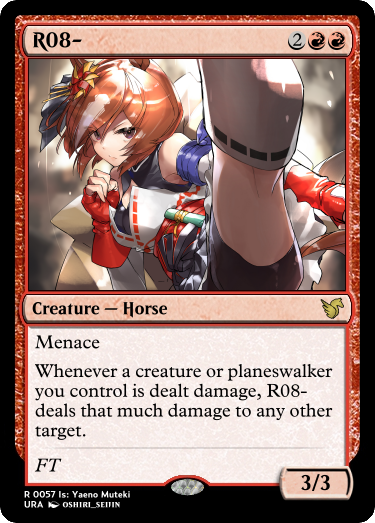 R08-
2
Creature — Horse
Menace
Whenever a creature or planeswalker
you control is dealt damage, R08-
deals that much damage to any other
target.
FT
3/3
R 0057 Is: Yaeno Muteki
URA OSHIRI_SEIJIN